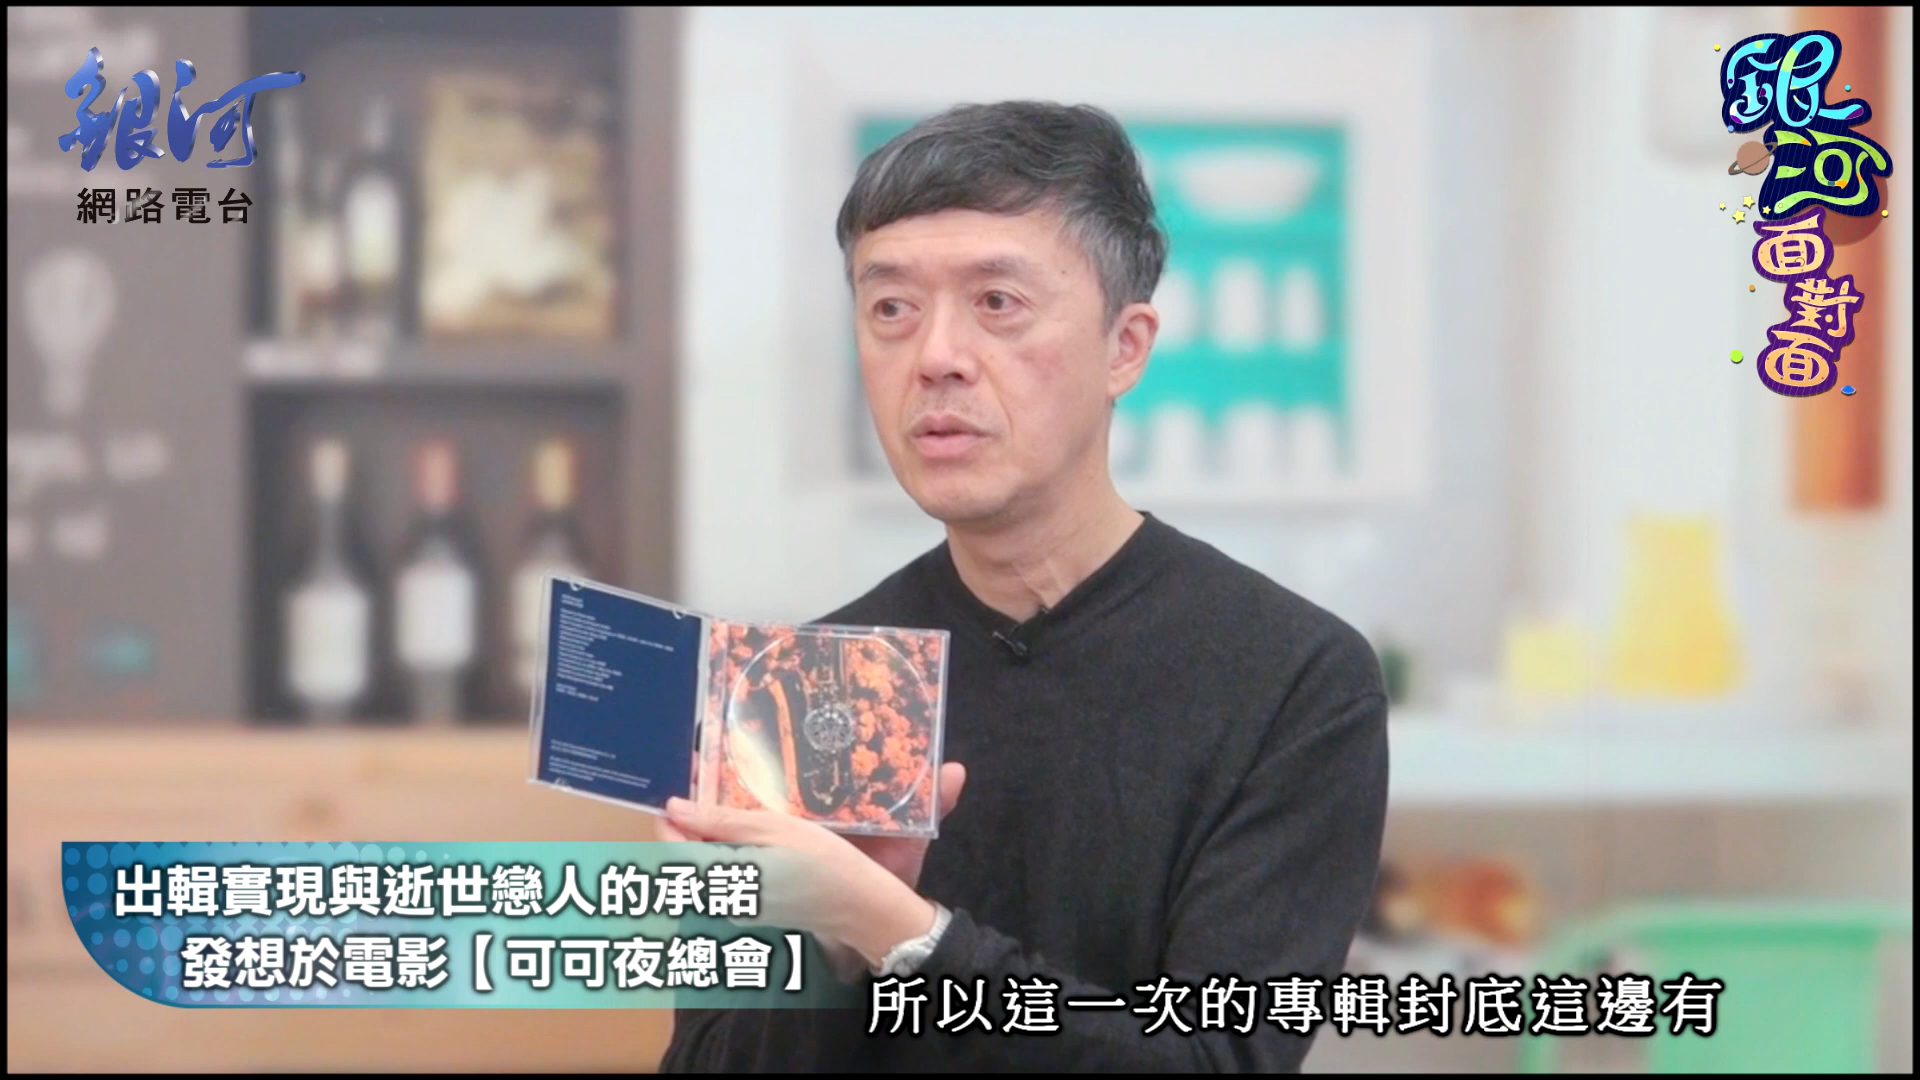 銀河
網路電台
銀河
面對面
出輯實現與逝世戀人的承諾
發想於電影【可可夜總會】
所以這一次的專輯封底這邊有